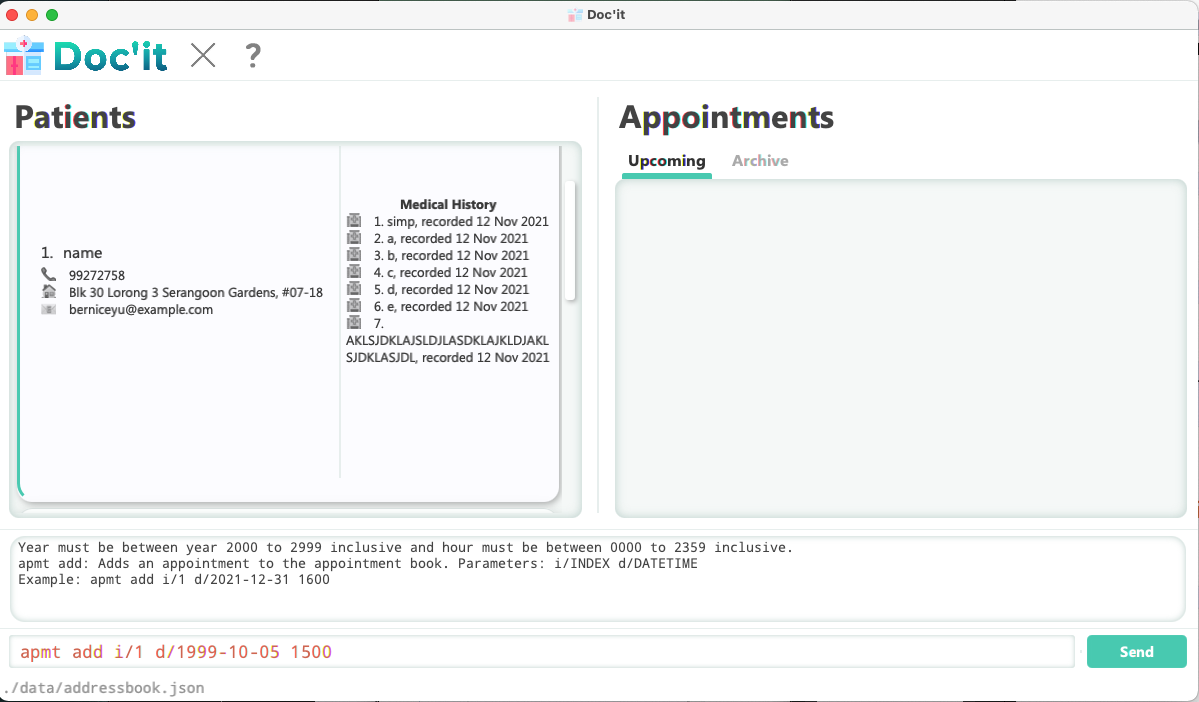 Doc'it
Doc'it
?
Patients
1. name
99272758
Blk 30 Lorong 3 Serangoon Gardens, #07-18
berniceyu@example.com
Medical History
1. simp, recorded 12 Nov 2021
2. a, recorded 12 Nov 2021
3. b, recorded 12 Nov 2021
4. c, recorded 12 Nov 2021
5. d, recorded 12 Nov 2021
6. e, recorded 12 Nov 2021
7.
AKLSJDKLAJSLDJLASDKLAJKLDJAKL
SJDKLASJDL, recorded 12 Nov 2021
Appointments
Upcoming Archive
Year must be between year 2000 to 2999 inclusive and hour must be between 0000 to 2359 inclusive.
apmt add: Adds an appointment to the appointment book. Parameters: i/INDEX d/DATETIME
Example: apmt add i/1 d/2021-12-31 1600
apmt add i/1 d/1999-10-05 1500
Send
./data/addressbook.json